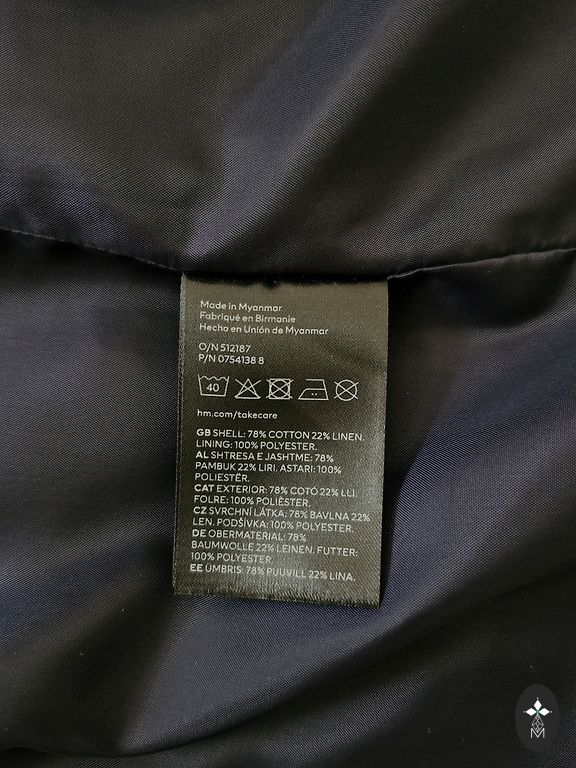 Made in Myanmar
Fabriqué en Birmanie
Hecho en Unión de Myanmar
O/N 512187
P/N 0754138 8
40
hm.com/takecare
GB SHELL: 78% COTTON 22% LINEN.
LINING: 100% POLYESTER.
AL SHTRESA E JASHTME: 78%
PAMBUK 22% LIRI. ASTARI: 100%
POLIESTËR.
CAT EXTERIOR: 78% COTÓ 22% LLI.
FOLRE: 100% POLIÈSTER.
CZ SVRCHNÍ LÁTKA: 78% BAVLNA 22%
LEN. PODŠÍVKA: 100% POLYESTER.
DE OBERMATERIAL: 78%
BAUMWOLLE 22% LEINEN. FUTTER:
100% POLYESTER.
EE ÜMBRIS: 78% PUUVILL 22% LINA.
M